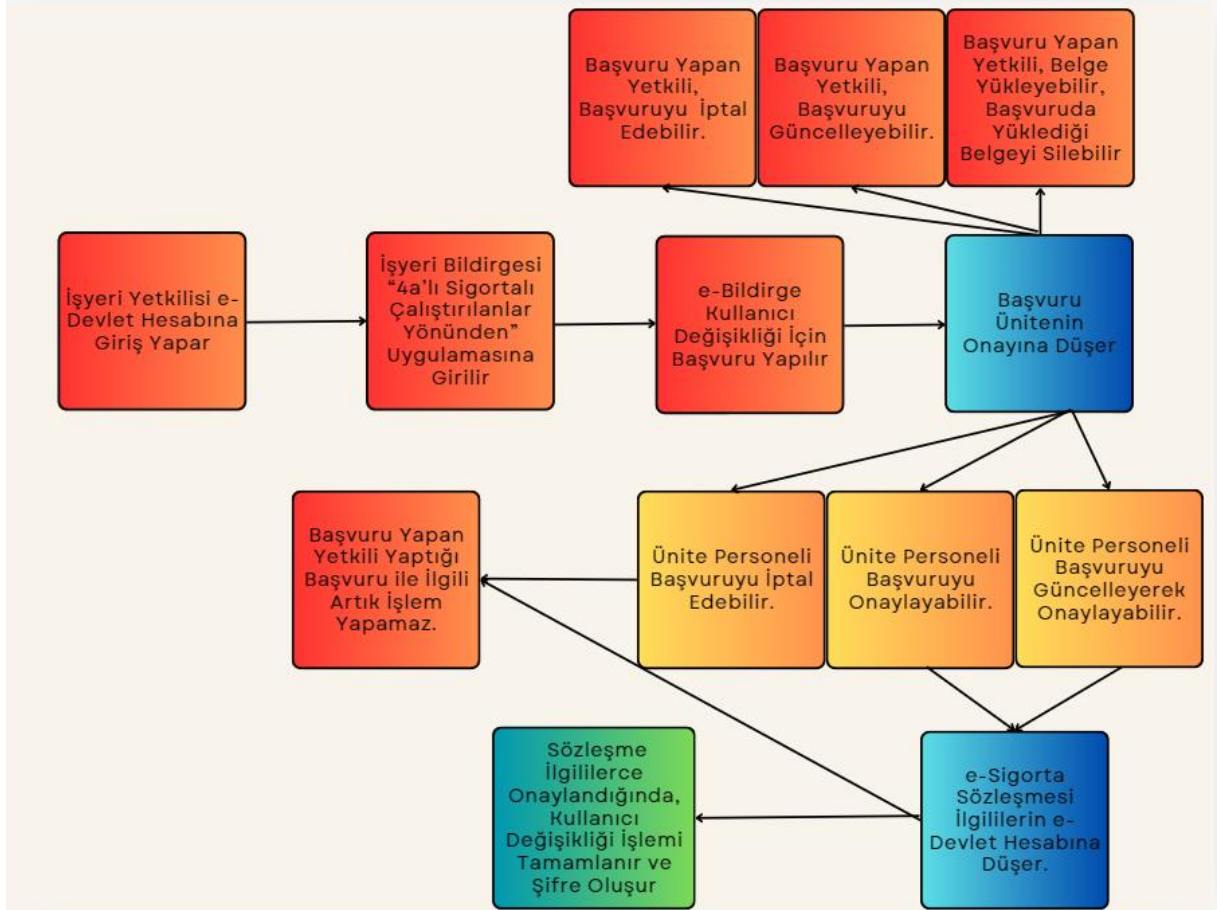 Başvuru Yapan
Yetkili,
Başvuruyu İptal
Edebilir.
Başvuru Yapan
Yetkili,
Başvuruyu
Güncelleyebilir.
Başvuru Yapan
Yetkili, Belge
Yükleyebilir,
Başvuruda
Yüklediği
Belgeyi Silebilir
İşyeri Yetkilisi e-
Devlet Hesabına
Giriş Yapar
İşyeri Bildirgesi
“4a’lı Sigortalı
Çalıştırılanlar
Yönünden”
Uygulamasına
Girilir
e-Bildirge
Kullanıcı
Değişikliği İçin
Başvuru Yapılır
Başvuru
Ünitenin
Onayına Düşer
Başvuru Yapan
Yetkili Yaptığı
Başvuru ile İlgili
Artık İşlem
Yapamaz.
Ünite Personeli
Başvuruyu İptal
Edebilir.
Ünite Personeli
Başvuruyu
Onaylayabilir.
Ünite Personeli
Başvuruyu
Güncelleyerek
Onaylayabilir.
Sözleşme
İlgililerce
Onaylandığında,
Kullanıcı
Değişikliği İşlemi
Tamamlanır ve
Şifre Oluşur
e-Sigorta
Sözleşmesi
İlgililerin e-
Devlet Hesabına
Düşer.